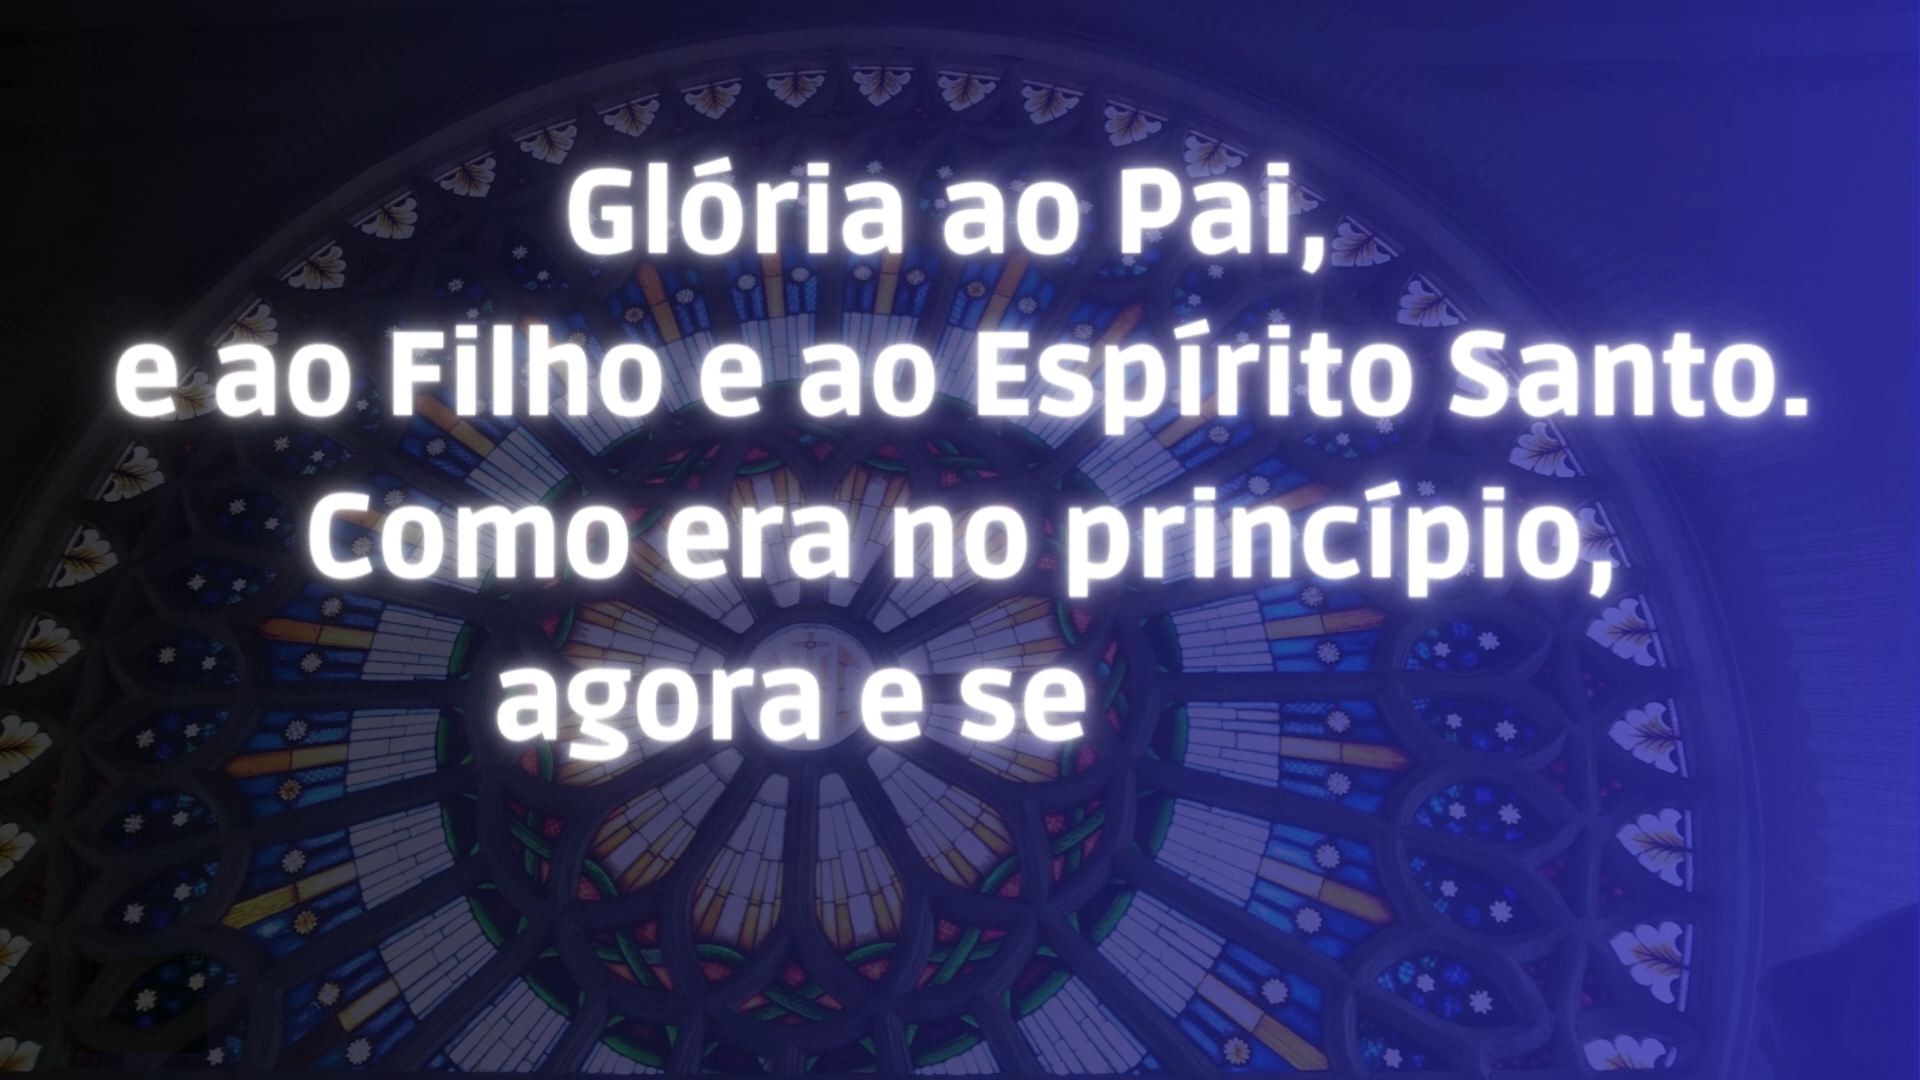 Glória ao Pai,
e ao Filho e ao Espírito Santo.
Como era no princípio,
agora e se